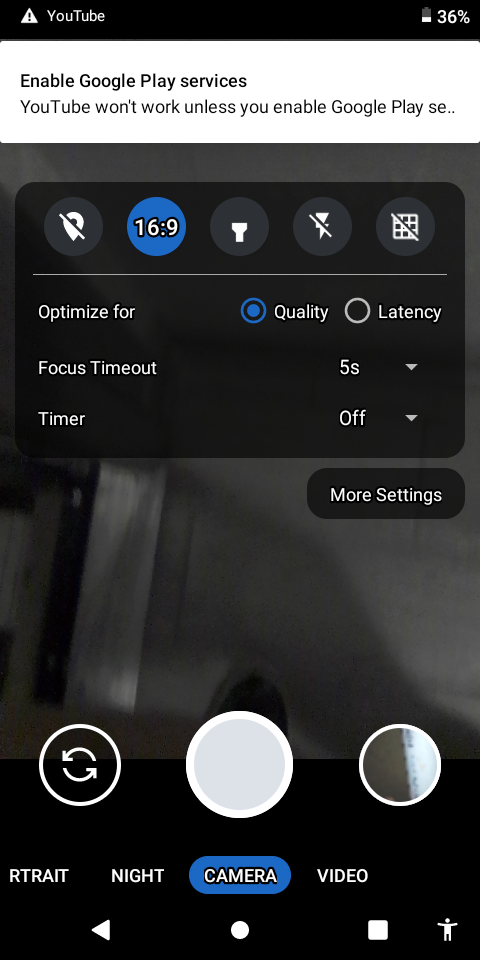 YouTube
36%
Enable Google Play services
YouTube won't work unless you enable Google Play se..
16:9
Optimize for Quality Latency
Focus Timeout 5s
Timer Off
More Settings
RTRAIT NIGHT CAMERA VIDEO